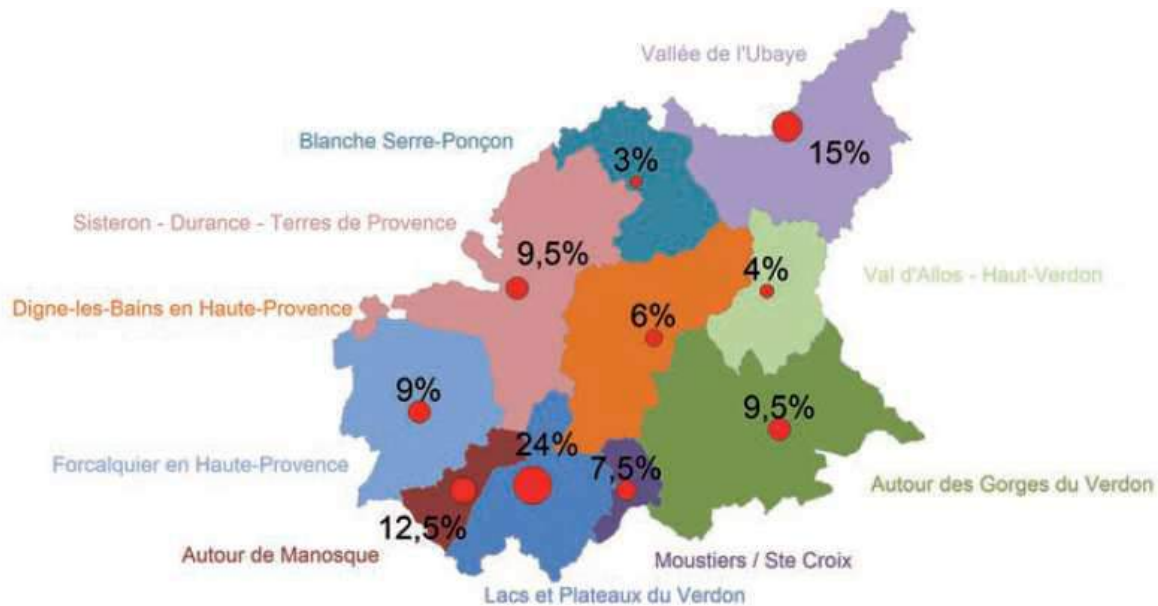 Vallée de l'Ubaye
Blanche Serre-Ponçon
3%
15%
Sisteron - Durance - Terres de Provence
9,5%
4%
Val d'Allos - Haut-Verdon
Digne-les-Bains en Haute-Provence
6%
9%
9,5%
24%
Forcalquier en Haute-Provence
7,5%
Autour des Gorges du Verdon
12,5%
Autour de Manosque
Moustiers / Ste Croix
Lacs et Plateaux du Verdon